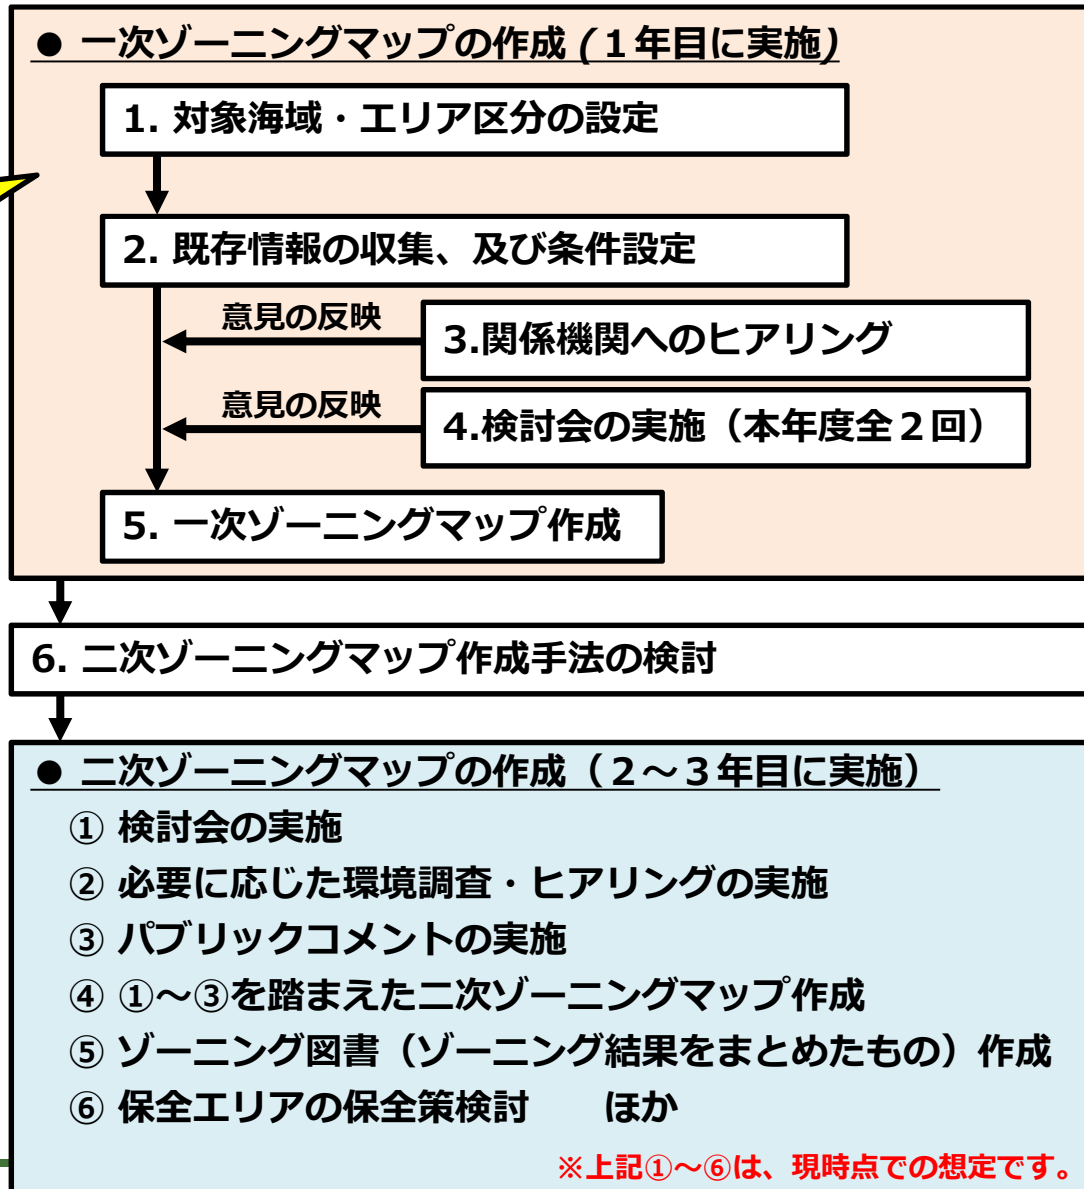 ● 一次ゾーニングマップの作成(１年目に実施)
1. 対象海域・エリア区分の設定
2. 既存情報の収集、及び条件設定
意見の反映
3.関係機関へのヒアリング
意見の反映
4.検討会の実施（本年度全２回）
5. 一次ゾーニングマップ作成
6. 二次ゾーニングマップ作成手法の検討
● 二次ゾーニングマップの作成（２～３年目に実施）
① 検討会の実施
② 必要に応じた環境調査・ヒアリングの実施
③ パブリックコメントの実施
④ ①～③を踏まえた二次ゾーニングマップ作成
⑤ ゾーニング図書（ゾーニング結果をまとめたもの）作成
⑥ 保全エリアの保全策検討　　ほか
※上記①～⑥は、現時点での想定です。